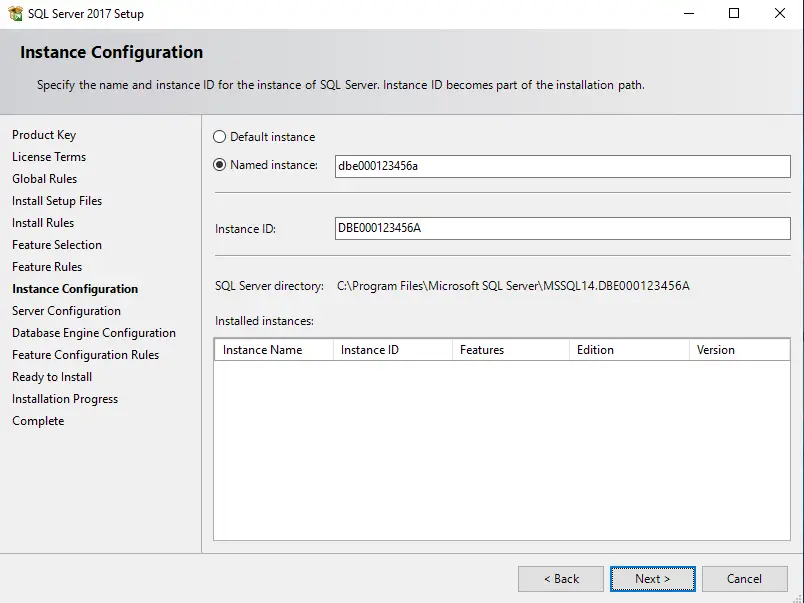 SQL Server 2017 Setup
Instance Configuration
Specify the name and instance ID for the instance of SQL Server. Instance ID becomes part of the installation path.
Product Key
License Terms
Global Rules
Install Setup Files
Install Rules
Feature Selection
Feature Rules
Instance Configuration
Server Configuration
Database Engine Configuration
Feature Configuration Rules
Ready to Install
Installation Progress
Complete
Default instance
Named instance: dbe000123456a
Instance ID: DBE000123456A
SQL Server directory: C:\Program Files\Microsoft SQL Server\MSSQL14.DBE000123456A
Installed instances:
Instance Name Instance ID Features Edition Version
< Back Next > Cancel